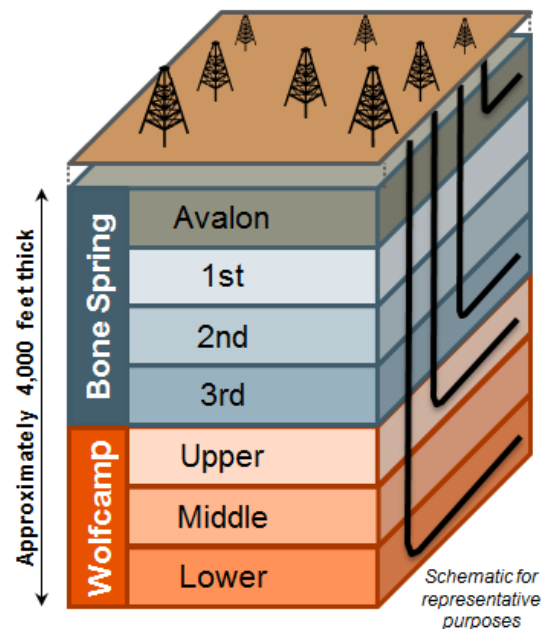 Approximately 4,000 feet thick
Bone Spring
Avalon
1st
2nd
3rd
Wolfcamp
Upper
Middle
Lower
Schematic for
representative
purposes